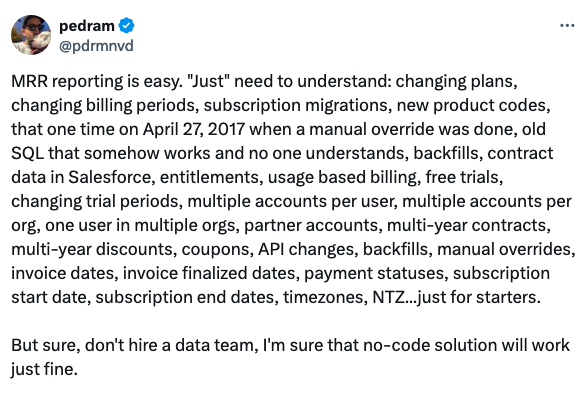 pedram
@pdrmnvd
MRR reporting is easy. "Just" need to understand: changing plans,
changing billing periods, subscription migrations, new product codes,
that one time on April 27, 2017 when a manual override was done, old
SQL that somehow works and no one understands, backfills, contract
data in Salesforce, entitlements, usage based billing, free trials,
changing trial periods, multiple accounts per user, multiple accounts per
org, one user in multiple orgs, partner accounts, multi-year contracts,
multi-year discounts, coupons, API changes, backfills, manual overrides,
invoice dates, invoice finalized dates, payment statuses, subscription
start date, subscription end dates, timezones, NTZ...just for starters.
But sure, don't hire a data team, I'm sure that no-code solution will work
just fine.